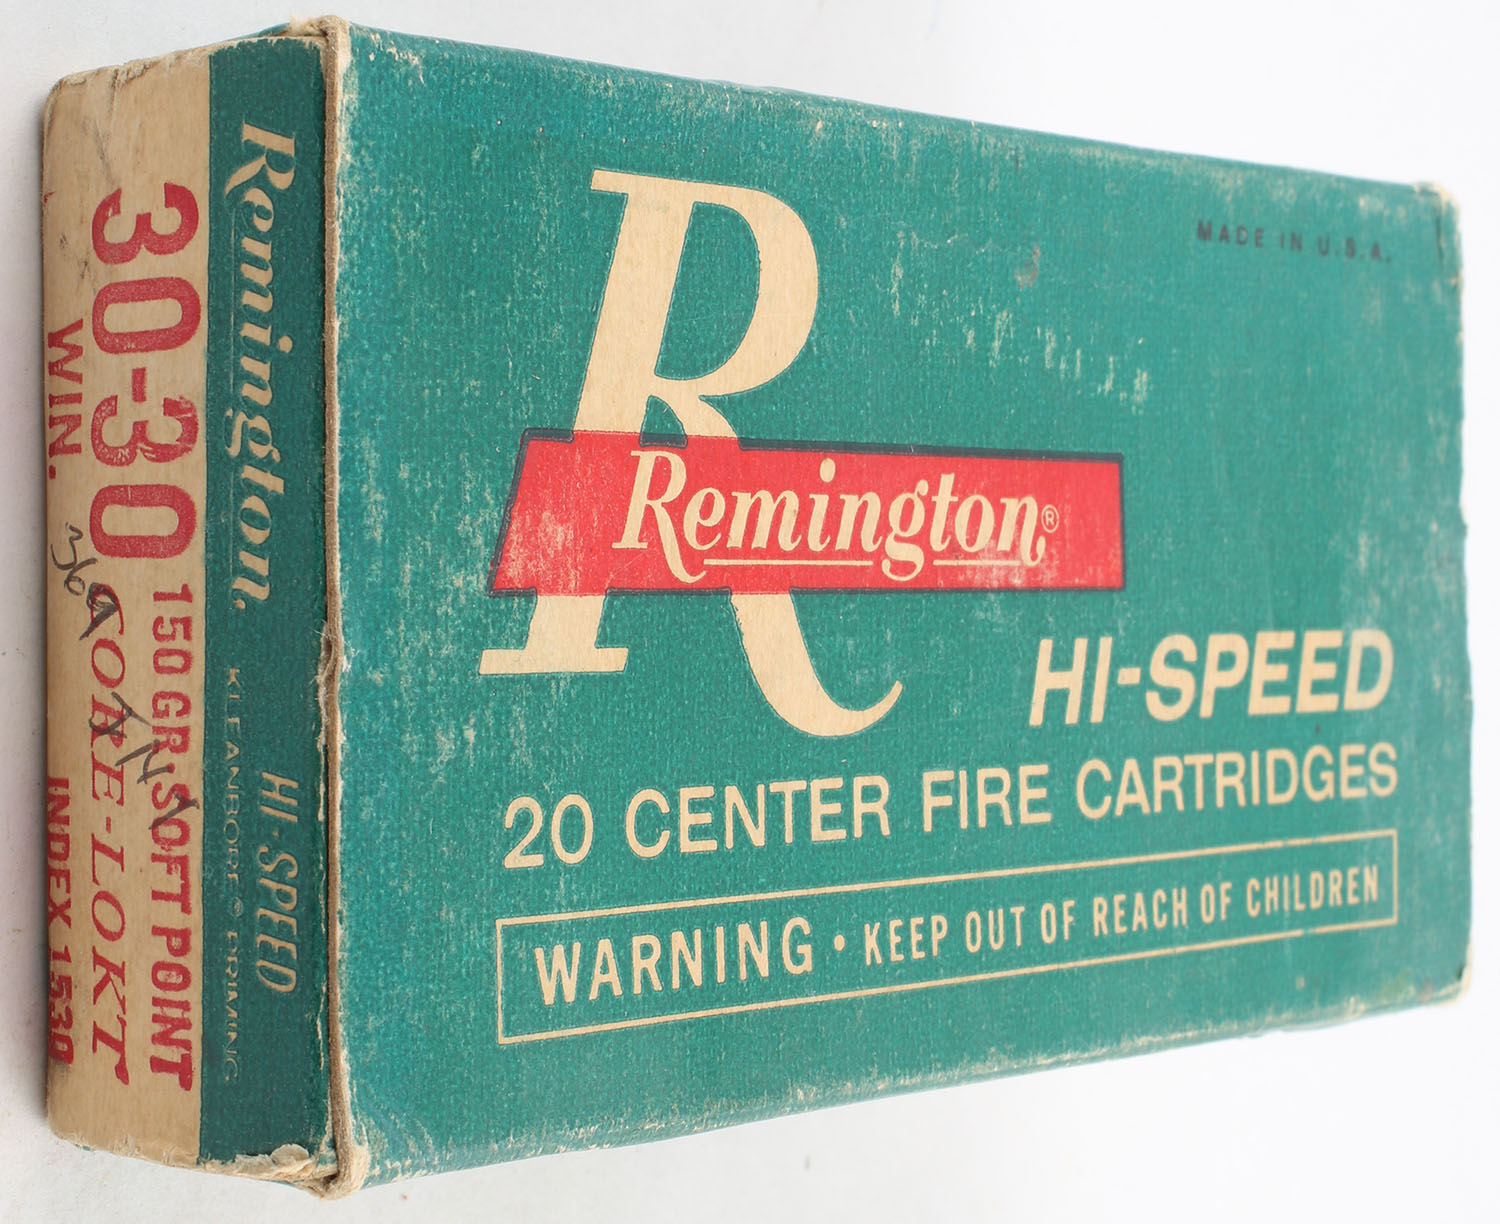 MADE IN U.S.A.
R
Remington®
HI-SPEED
20 CENTER FIRE CARTRIDGES
WARNING • KEEP OUT OF REACH OF CHILDREN
Remington.
HI-SPEED
KLEANBORE® PRIMING
30-30
WIN.
150 GR. SOFT POINT
CORE-LOKT
INDEX 1530
369